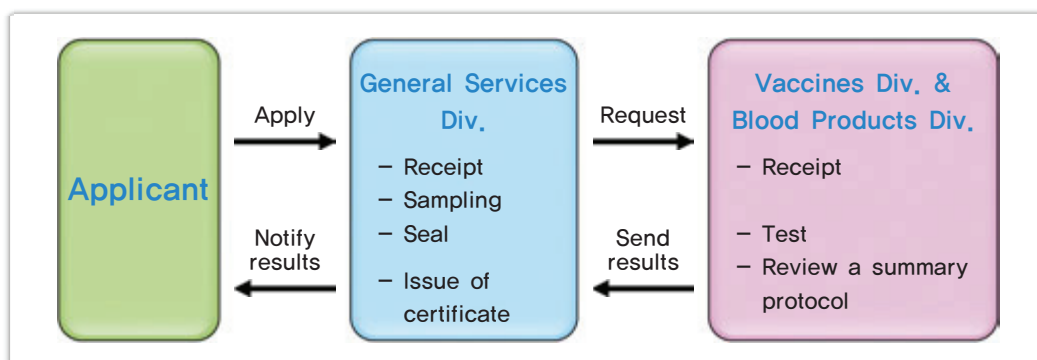 Applicant
Apply
Notify
results
General Services
Div.
– Receipt
– Sampling
– Seal
– Issue of
certificate
Request
Send
results
Vaccines Div. &
Blood Products Div.
– Receipt
– Test
– Review a summary
protocol